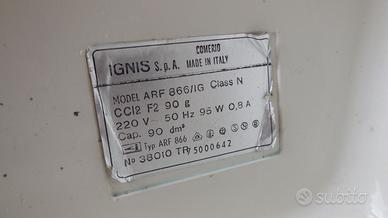 IGNIS S.p.A. COMERIO
MADE IN ITALY
MODEL ARF 866/IG Class N
CCl2 F2 90 g
220 V~ 50 Hz 95 W 0,8 A
Cap. 90 dm³
Typ ARF 866
No 38010 TR 5000642
subito